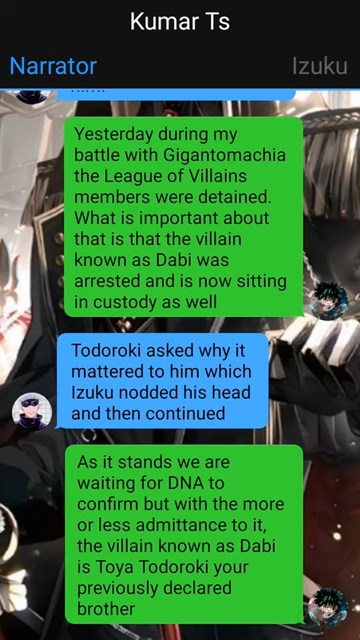 Kumar Ts
Narrator
Izuku
Yesterday during my
battle with Gigantomachia
the League of Villains
members were detained.
What is important about
that is that the villain
known as Dabi was
arrested and is now sitting
in custody as well
Todoroki asked why it
mattered to him which
Izuku nodded his head
and then continued
As it stands we are
waiting for DNA to
confirm but with the more
or less admittance to it,
the villain known as Dabi
is Toya Todoroki your
previously declared
brother